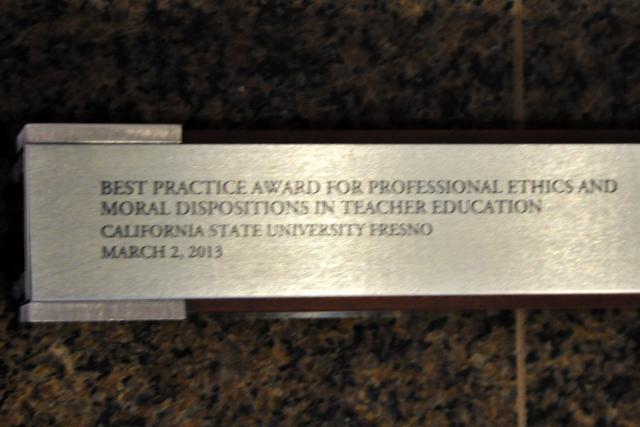 BEST PRACTICE AWARD FOR PROFESSIONAL ETHICS AND
MORAL DISPOSITIONS IN TEACHER EDUCATION
CALIFORNIA STATE UNIVERSITY FRESNO
MARCH 2, 2013